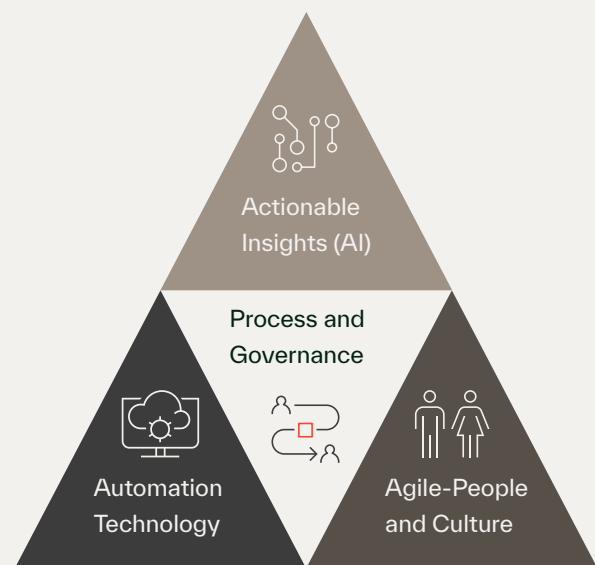 Actionable
Insights (AI)
Process and
Governance
Automation
Technology
Agile-People
and Culture